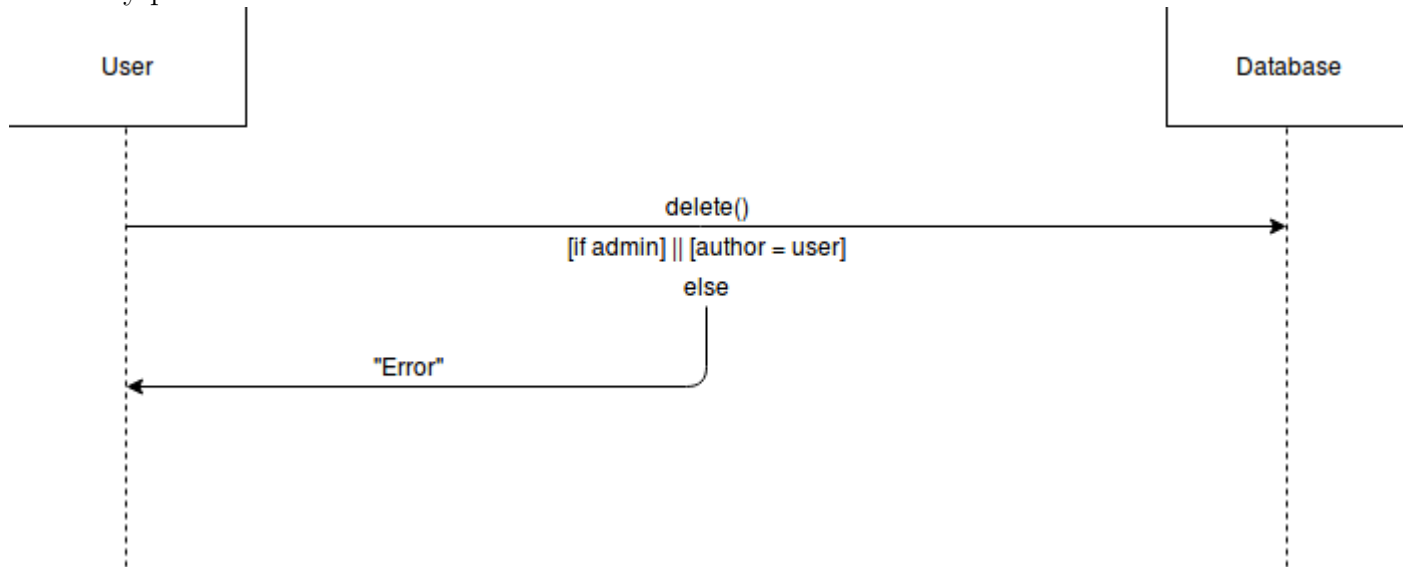 User
Database
delete()
[if admin] || [author = user]
else
"Error"